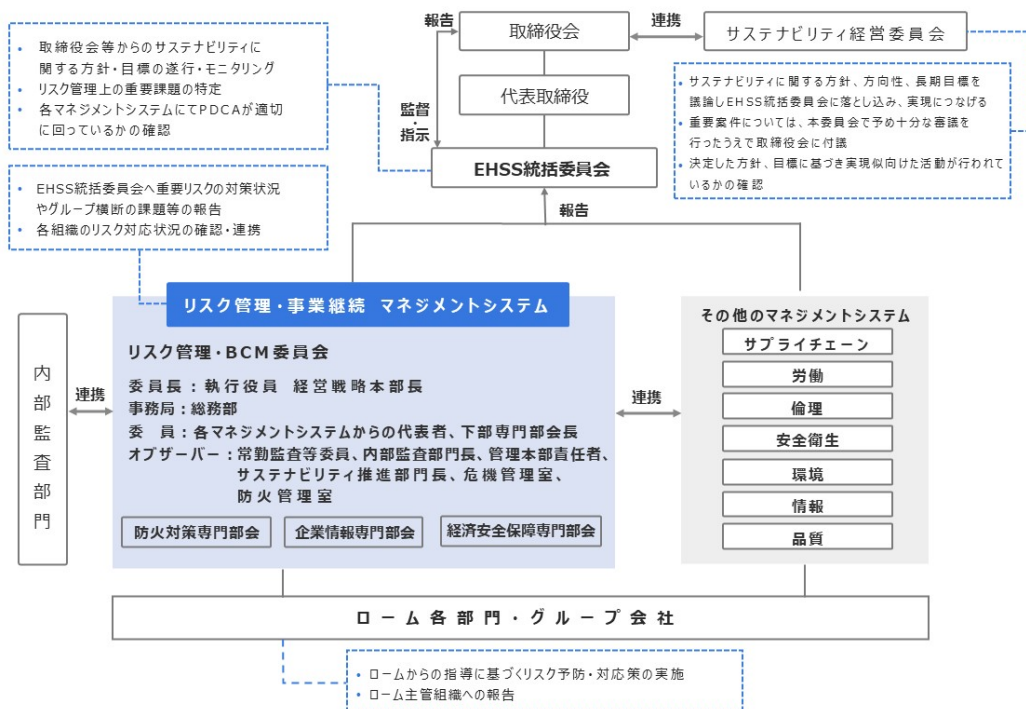 報告
取締役会
連携
サステナビリティ経営委員会
• 取締役会等からのサステナビリティに
関する方針・目標の遂行・モニタリング
• リスク管理上の重要課題の特定
• 各マネジメントシステムにてPDCAが適切
に回っているかの確認
代表取締役
監督・指示
EHSS統括委員会
• サステナビリティに関する方針、方向性、長期目標を
議論しEHSS統括委員会に落とし込み、実現につなげる
• 重要案件については、本委員会で予め十分な審議を
行ったうえで取締役会に付議
• 決定した方針、目標に基づき実現似向けた活動が行われて
いるかの確認
• EHSS統括委員会へ重要リスクの対策状況
やグループ横断の課題等の報告
• 各組織のリスク対応状況の確認・連携
報告
リスク管理・事業継続 マネジメントシステム
リスク管理・BCM委員会
委員長：執行役員 経営戦略本部長
事務局：総務部
委 員：各マネジメントシステムからの代表者、下部専門部会長
オブザーバー：常勤監査等委員、内部監査部門長、管理本部責任者、
サステナビリティ推進部門長、危機管理室、
防火管理室
防火対策専門部会
企業情報専門部会
経済安全保障専門部会
内部監査部門
連携
連携
その他のマネジメントシステム
サプライチェーン
労働
倫理
安全衛生
環境
情報
品質
ローム各部門・グループ会社
• ロームからの指導に基づくリスク予防・対応策の実施
• ローム主管組織への報告